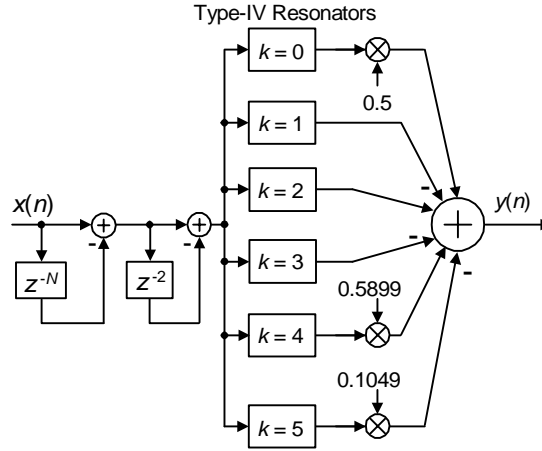 Type-IV Resonators
k = 0
0.5
k = 1
-
k = 2
x(n)
+
-
+
-
+
y(n)
z^-N
z^-2
-
k = 3
-
0.5899
k = 4
0.1049
k = 5